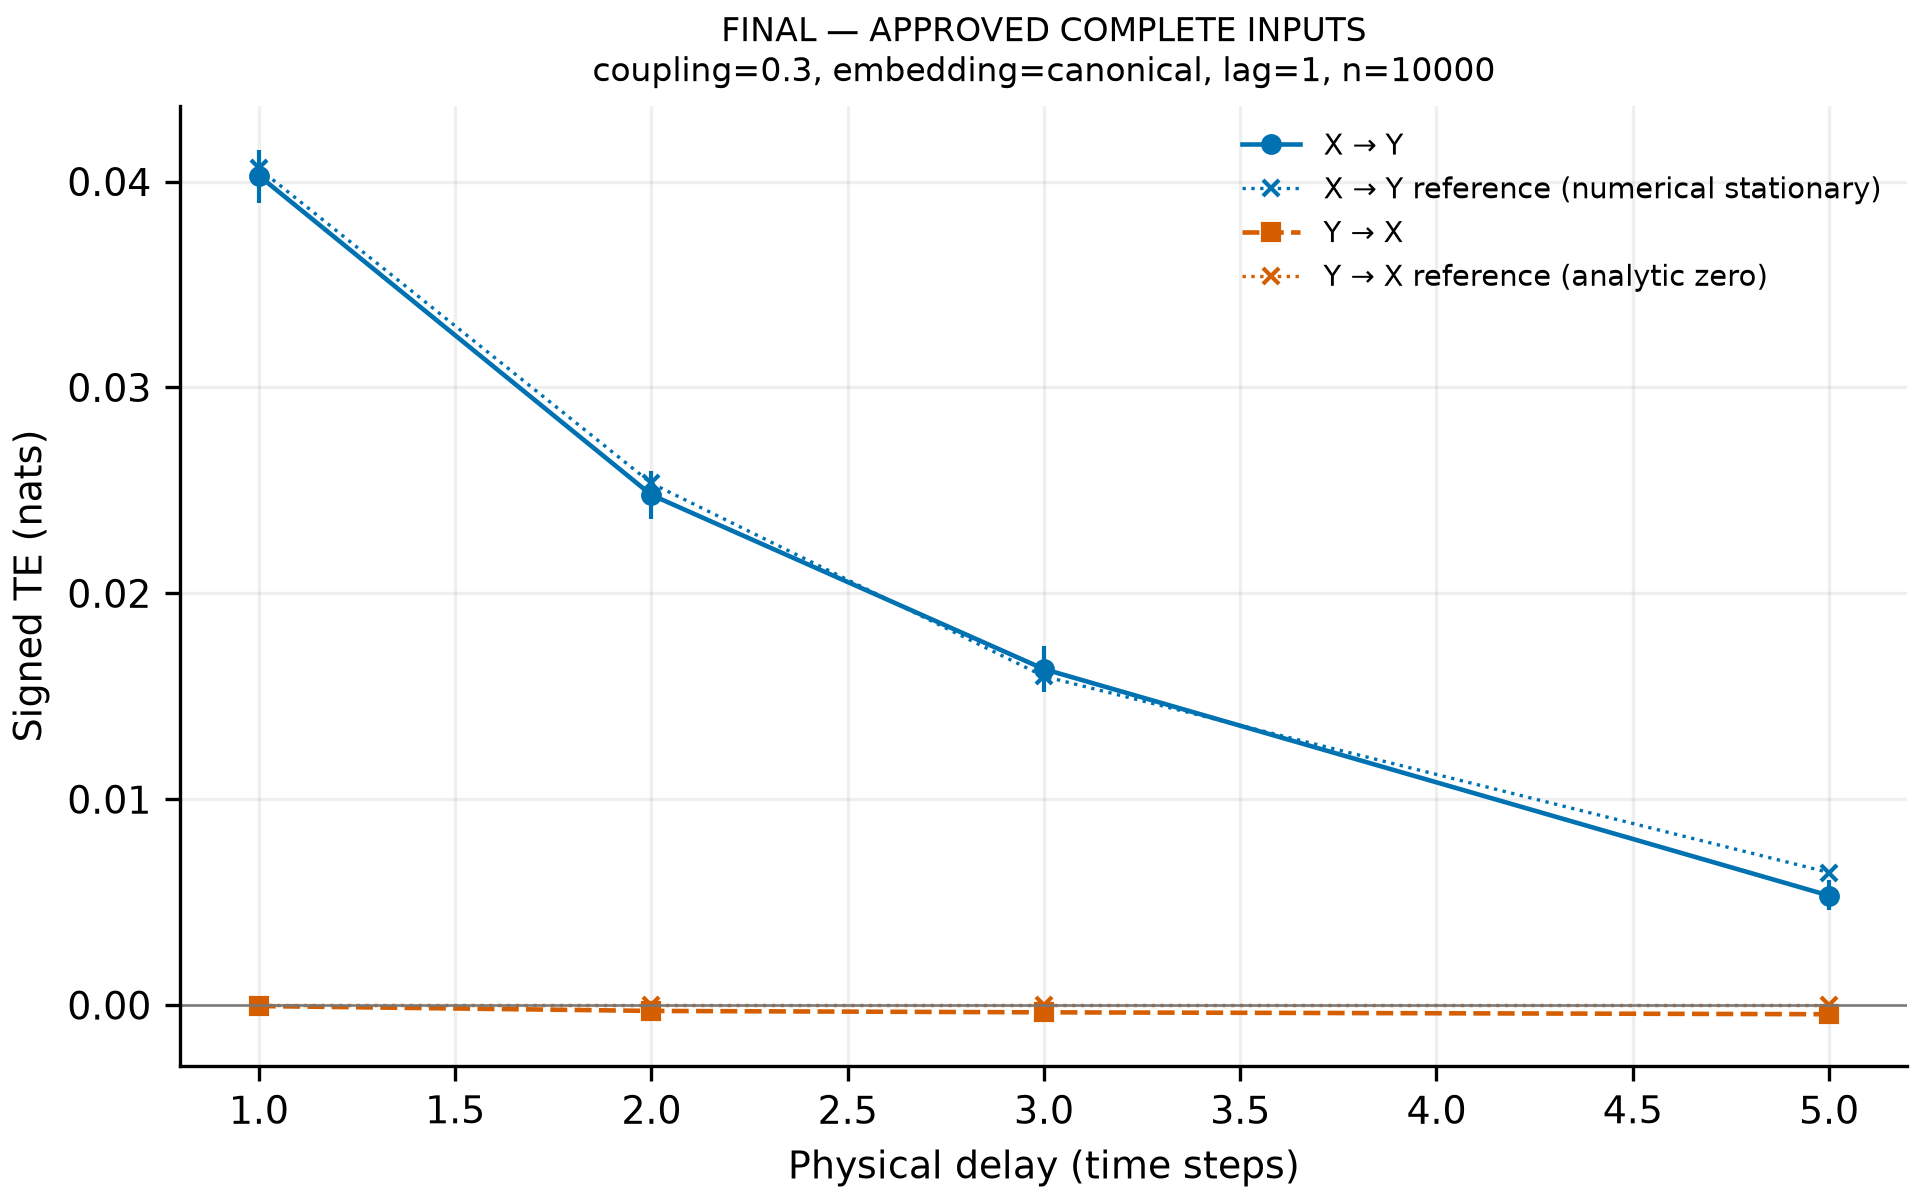 FINAL — APPROVED COMPLETE INPUTS
coupling=0.3, embedding=canonical, lag=1, n=10000
X → Y
X → Y reference (numerical stationary)
Y → X
Y → X reference (analytic zero)
Signed TE (nats)
0.04
0.03
0.02
0.01
0.00
1.0 1.5 2.0 2.5 3.0 3.5 4.0 4.5 5.0
Physical delay (time steps)